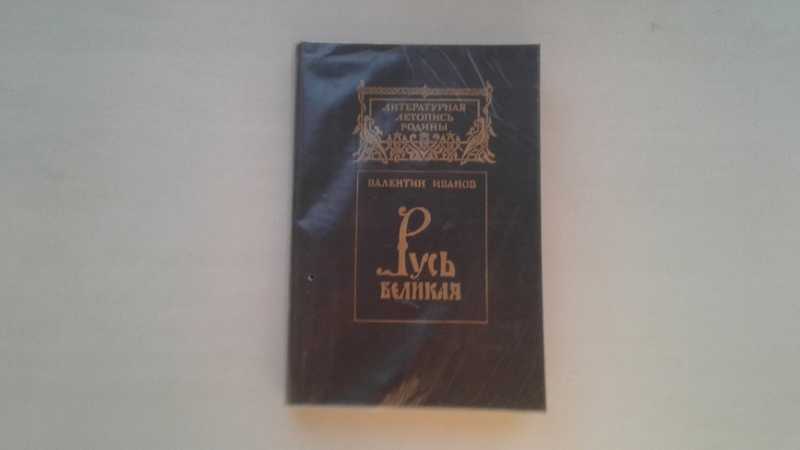 ЛИТЕРАТУРНАЯ
ЛЕТОПИСЬ
РОДИНЫ
ВАЛЕНТИН ИВАНОВ
Русь
ВЕЛИКАЯ